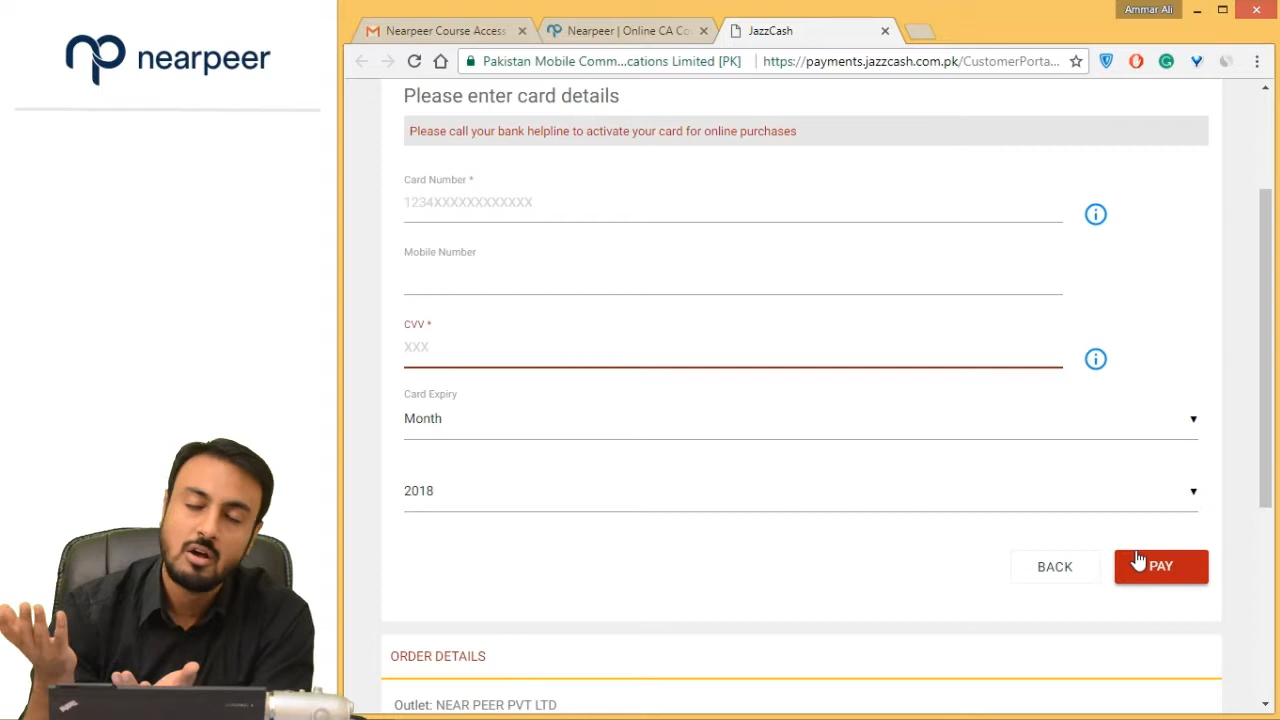 nearpeer
Ammar Ali
Nearpeer Course Access
Nearpeer | Online CA Co
JazzCash
Pakistan Mobile Comm...cations Limited [PK]
https://payments.jazzcash.com.pk/CustomerPorta...
Please enter card details
Please call your bank helpline to activate your card for online purchases
Card Number *
1234XXXXXXXXXXXX
Mobile Number
CVV *
XXX
Card Expiry
Month
2018
BACK
PAY
ORDER DETAILS
Outlet: NEAR PEER PVT LTD